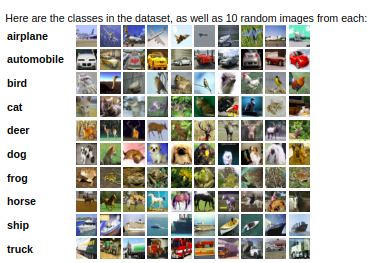 Here are the classes in the dataset, as well as 10 random images from each:
airplane
automobile
bird
cat
deer
dog
frog
horse
ship
truck